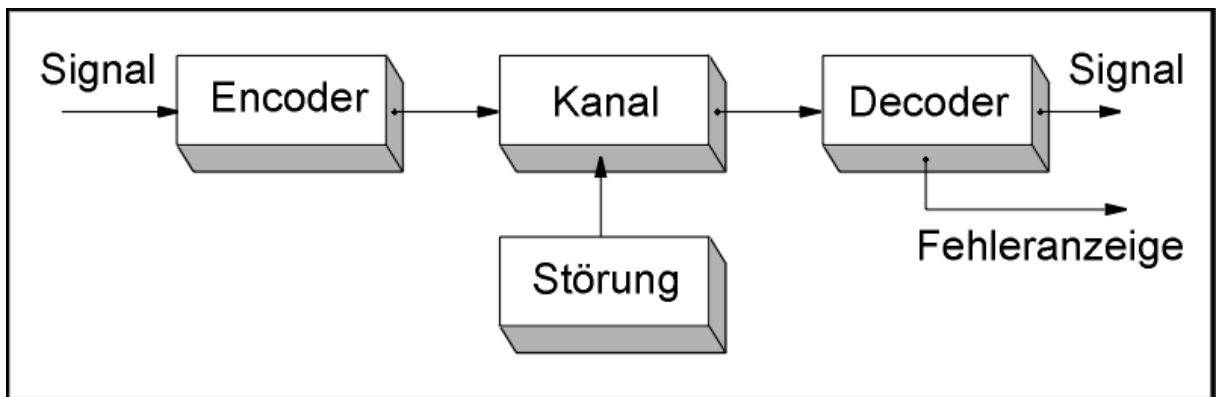 Signal
Encoder
Kanal
Decoder
Signal
Störung
Fehleranzeige